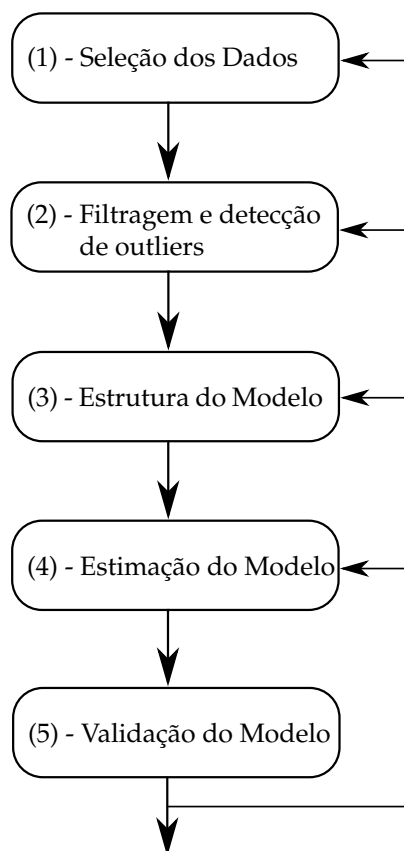 (1) - Seleção dos Dados
(2) - Filtragem e detecção
de outliers
(3) - Estrutura do Modelo
(4) - Estimação do Modelo
(5) - Validação do Modelo